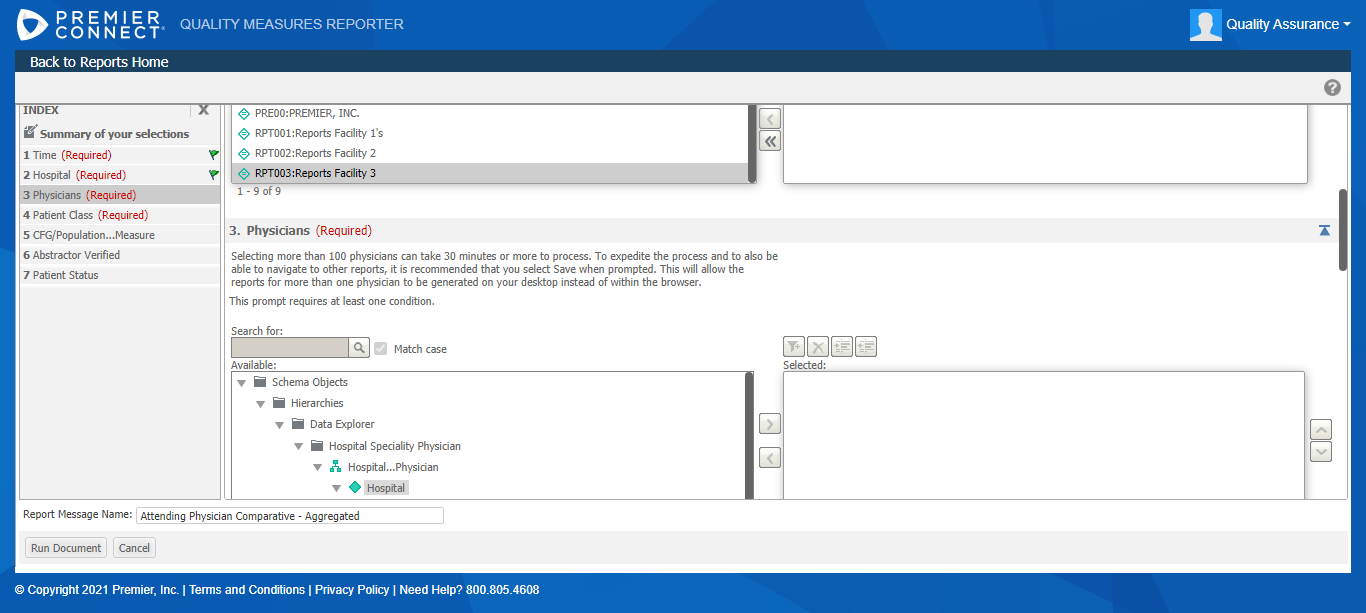 PREMIER CONNECT QUALITY MEASURES REPORTER
Quality Assurance
Back to Reports Home
INDEX X
Summary of your selections
1 Time (Required)
2 Hospital (Required)
3 Physicians (Required)
4 Patient Class (Required)
5 CFG/Population...Measure
6 Abstractor Verified
7 Patient Status
PRE00:PREMIER, INC.
RPT001:Reports Facility 1's
RPT002:Reports Facility 2
RPT003:Reports Facility 3
1 - 9 of 9
3. Physicians (Required)
Selecting more than 100 physicians can take 30 minutes or more to process. To expedite the process and to also be
able to navigate to other reports, it is recommended that you select Save when prompted. This will allow the
reports for more than one physician to be generated on your desktop instead of within the browser.
This prompt requires at least one condition.
Search for:
Match case
Available:
Selected:
Schema Objects
Hierarchies
Data Explorer
Hospital Speciality Physician
Hospital...Physician
Hospital
Report Message Name: Attending Physician Comparative - Aggregated
Run Document Cancel
© Copyright 2021 Premier, Inc. | Terms and Conditions | Privacy Policy | Need Help? 800.805.4608